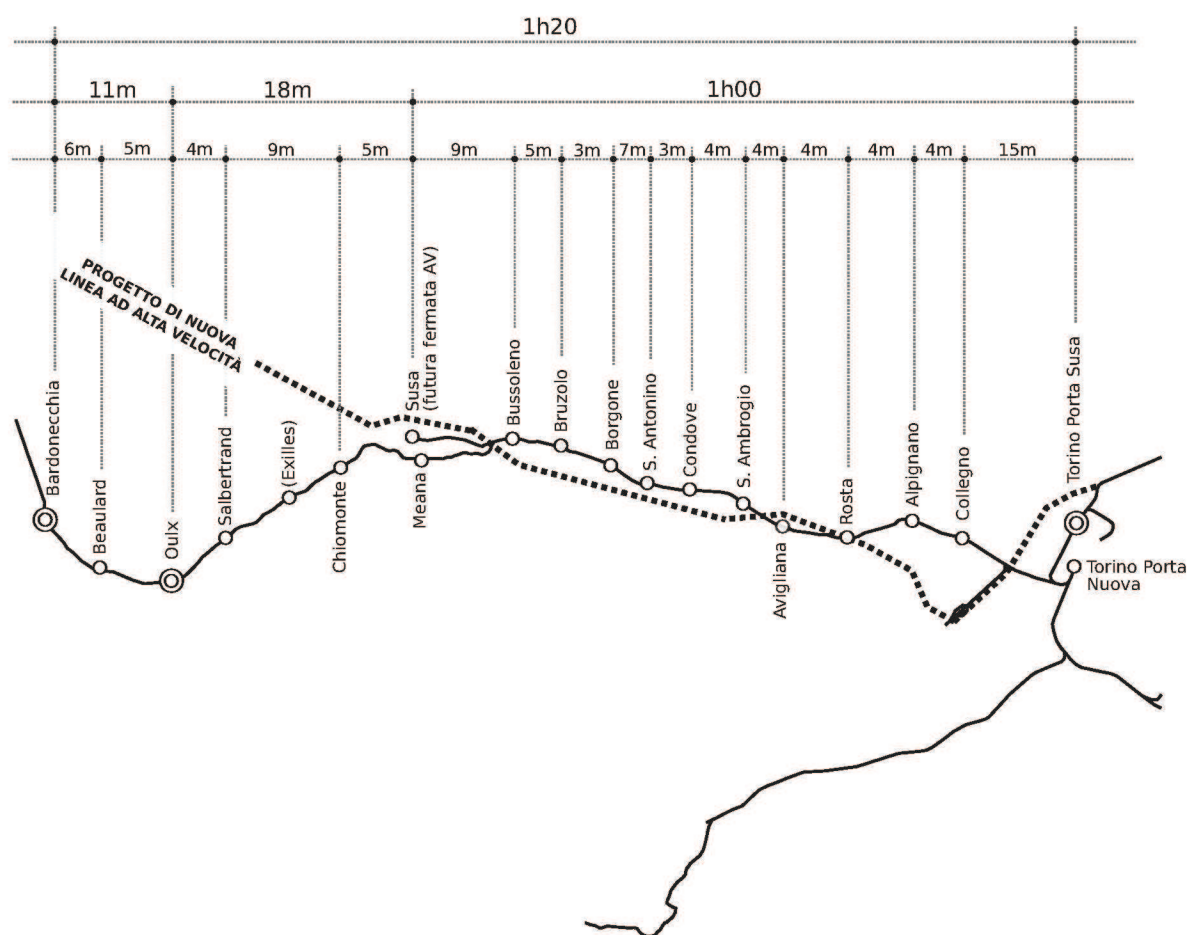 1h20
11m
18m
1h00
6m
5m
4m
9m
5m
9m
5m
3m
7m
3m
4m
4m
4m
4m
4m
15m
PROGETTO DI NUOVA
LINEA AD ALTA VELOCITÀ
Bardonecchia
Beaulard
Oulx
Salbertrand
(Exilles)
Chiomonte
Susa
(futura fermata AV)
Meana
Bussoleno
Bruzolo
Borgone
S. Antonino
Condove
S. Ambrogio
Avigliana
Rosta
Alpignano
Collegno
Torino Porta Susa
Torino Porta
Nuova